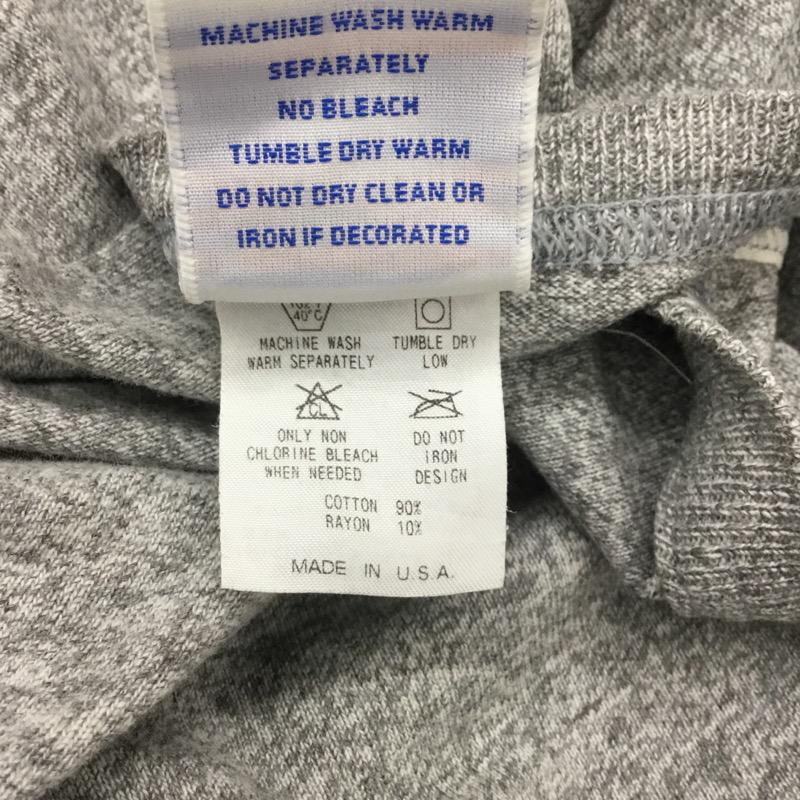 MACHINE WASH WARM
SEPARATELY
NO BLEACH
TUMBLE DRY WARM
DO NOT DRY CLEAN OR
IRON IF DECORATED
40°C
MACHINE WASH
WARM SEPARATELY
TUMBLE DRY
LOW
CL
ONLY NON
CHLORINE BLEACH
WHEN NEEDED
DO NOT
IRON
DESIGN
COTTON 90%
RAYON 10%
MADE IN U.S.A.